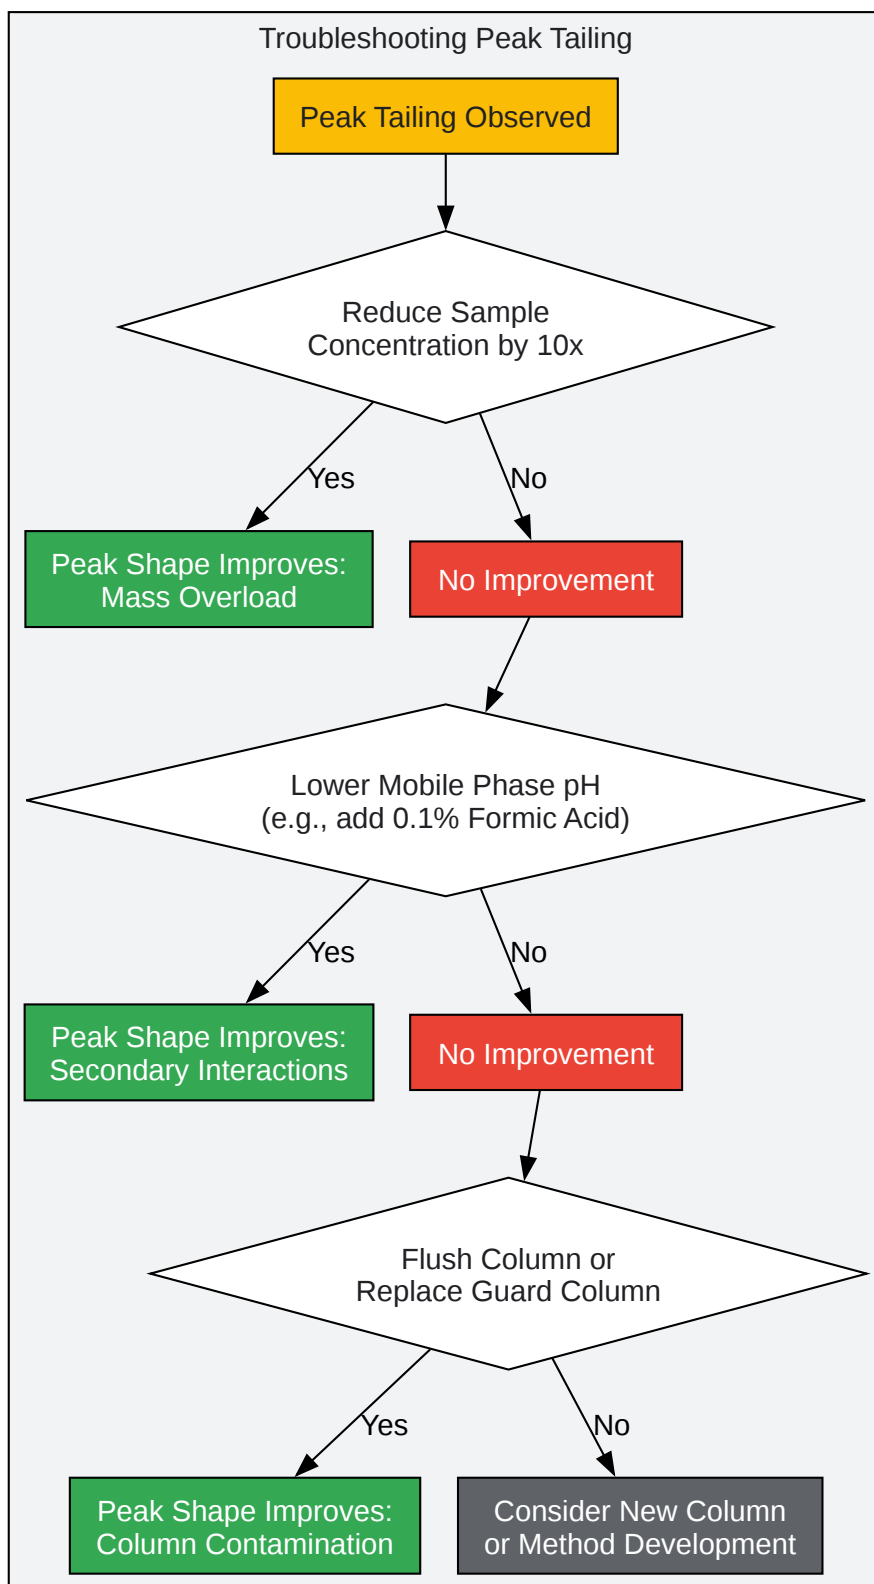 Troubleshooting Peak Tailing
Peak Tailing Observed
Reduce Sample
Concentration by 10x
Yes
No
Peak Shape Improves:
Mass Overload
No Improvement
Lower Mobile Phase pH
(e.g., add 0.1% Formic Acid)
Yes
No
Peak Shape Improves:
Secondary Interactions
No Improvement
Flush Column or
Replace Guard Column
Yes
No
Peak Shape Improves:
Column Contamination
Consider New Column
or Method Development